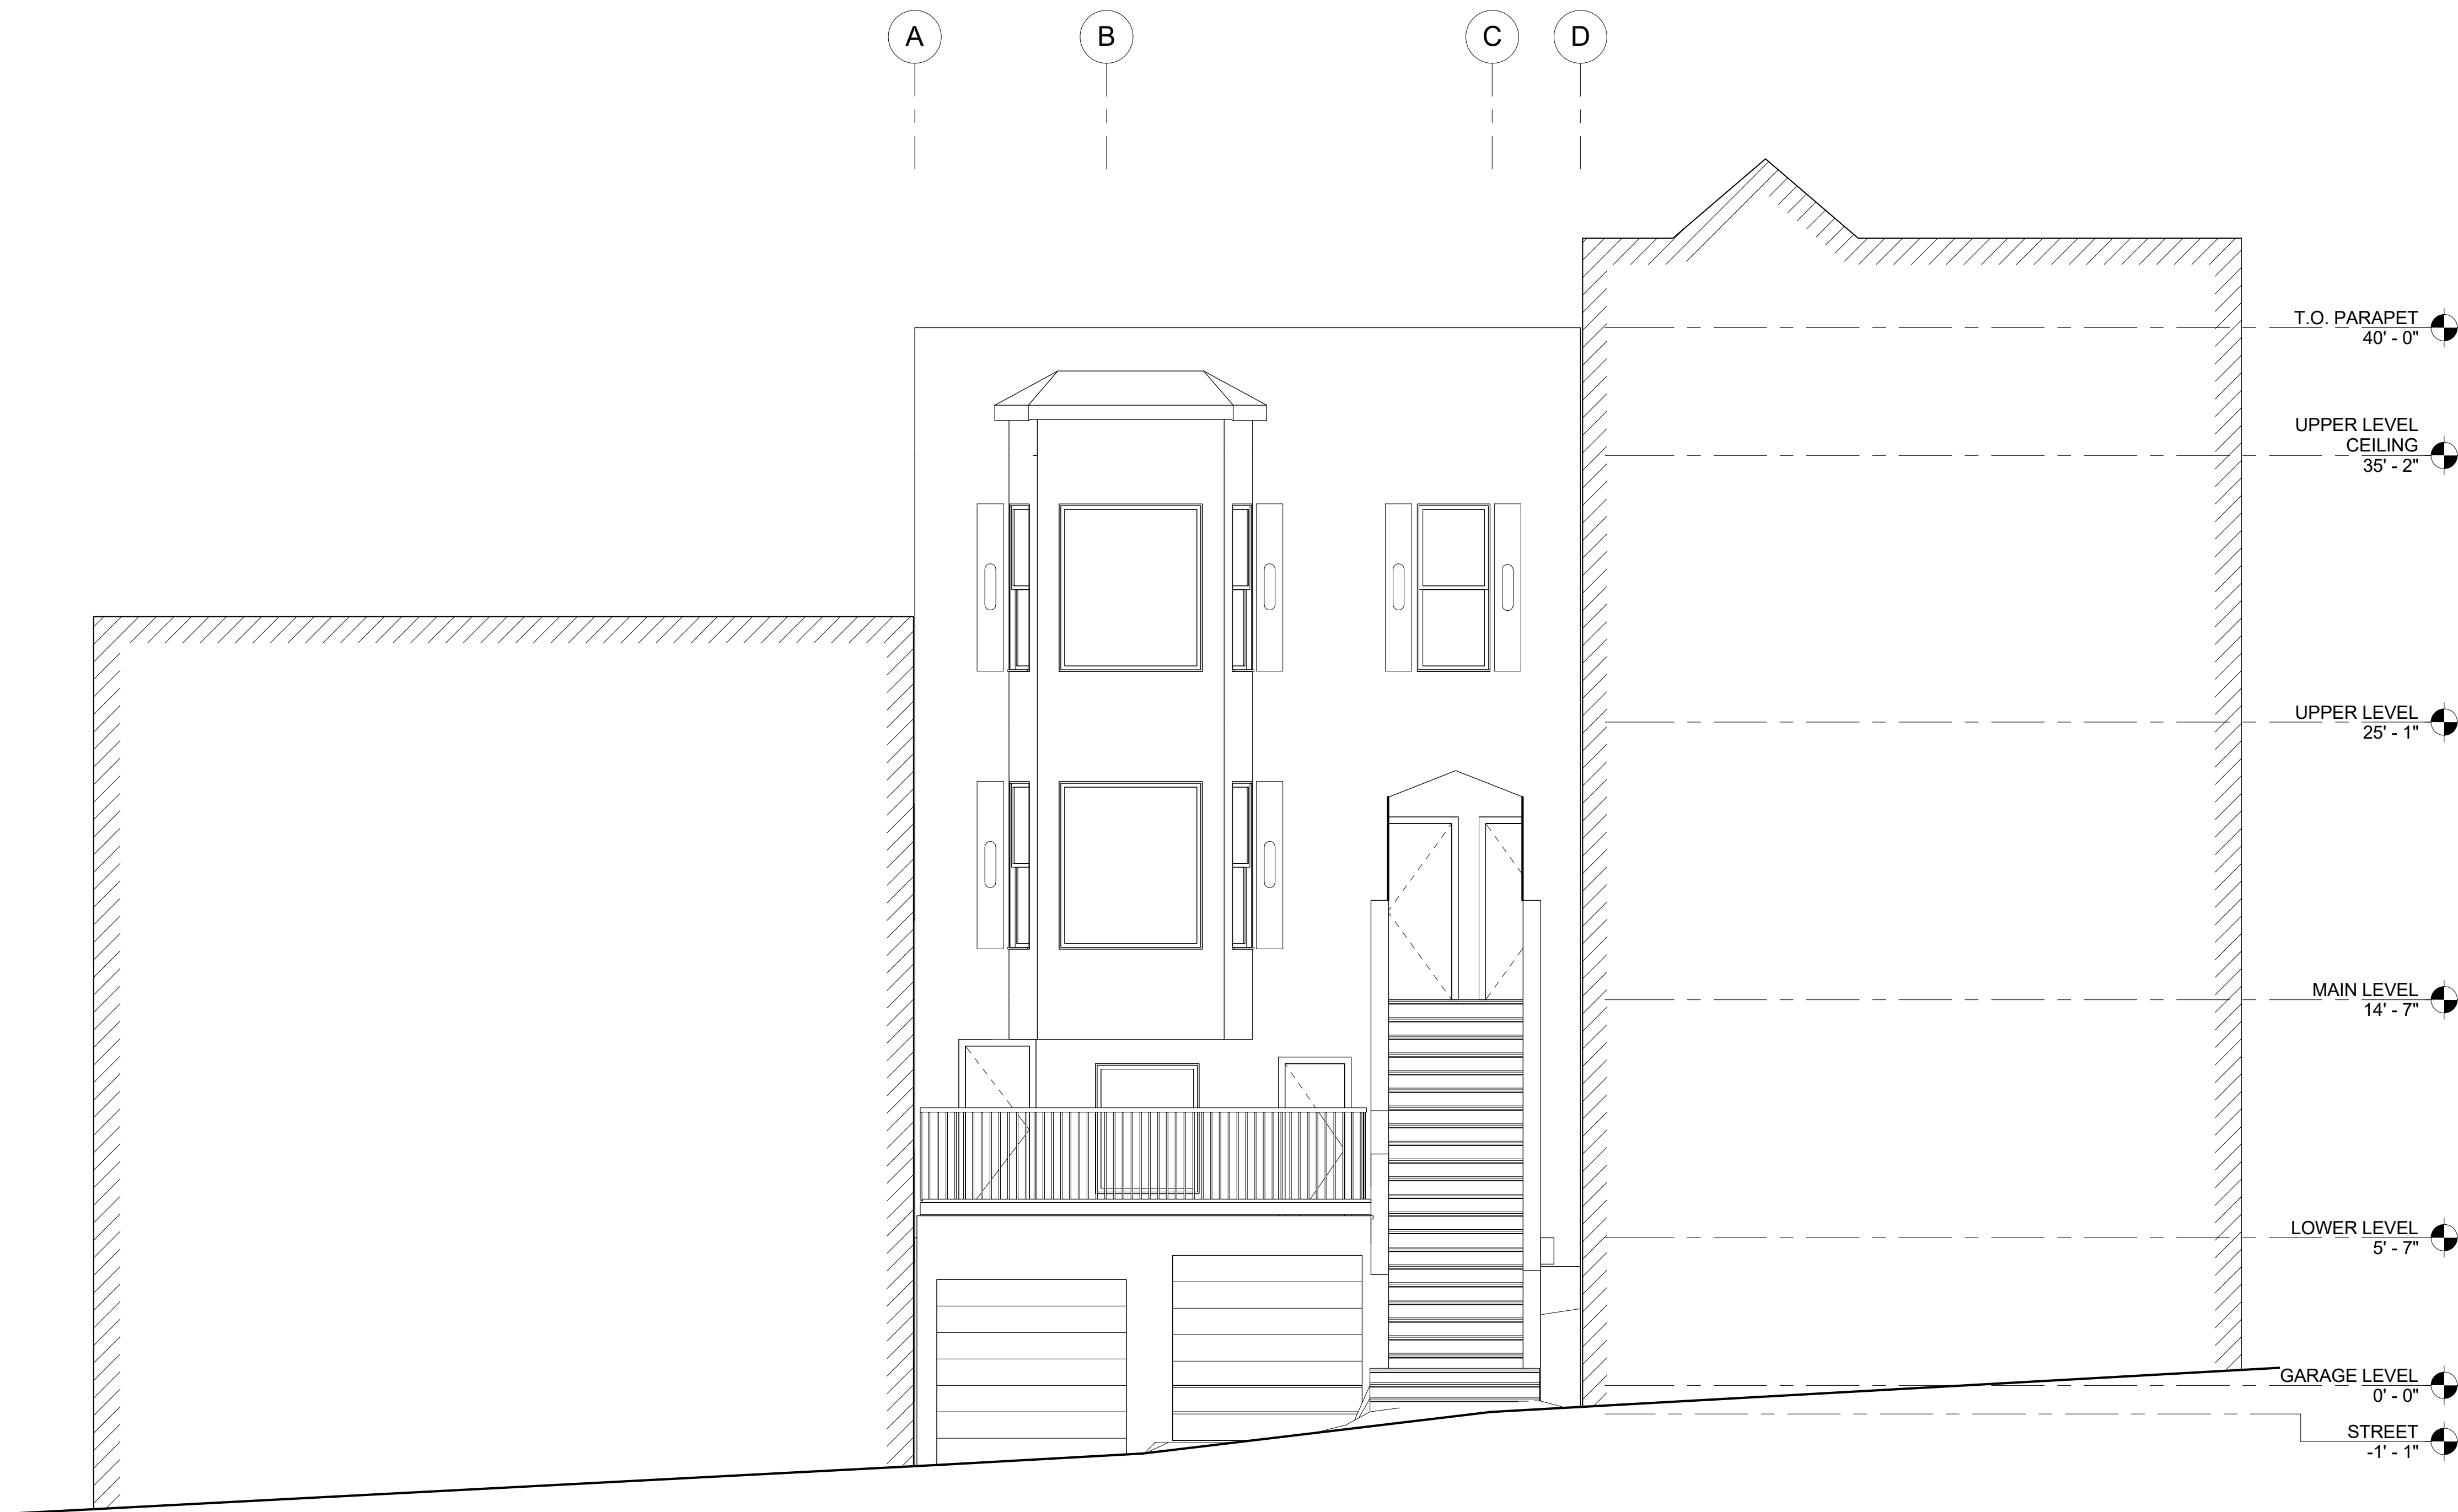 A
B
C
D
T.O. PARAPET
40' - 0"
UPPER LEVEL
CEILING
35' - 2"
UPPER LEVEL
25' - 1"
MAIN LEVEL
14' - 7"
LOWER LEVEL
5' - 7"
GARAGE LEVEL
0' - 0"
STREET
-1' - 1"